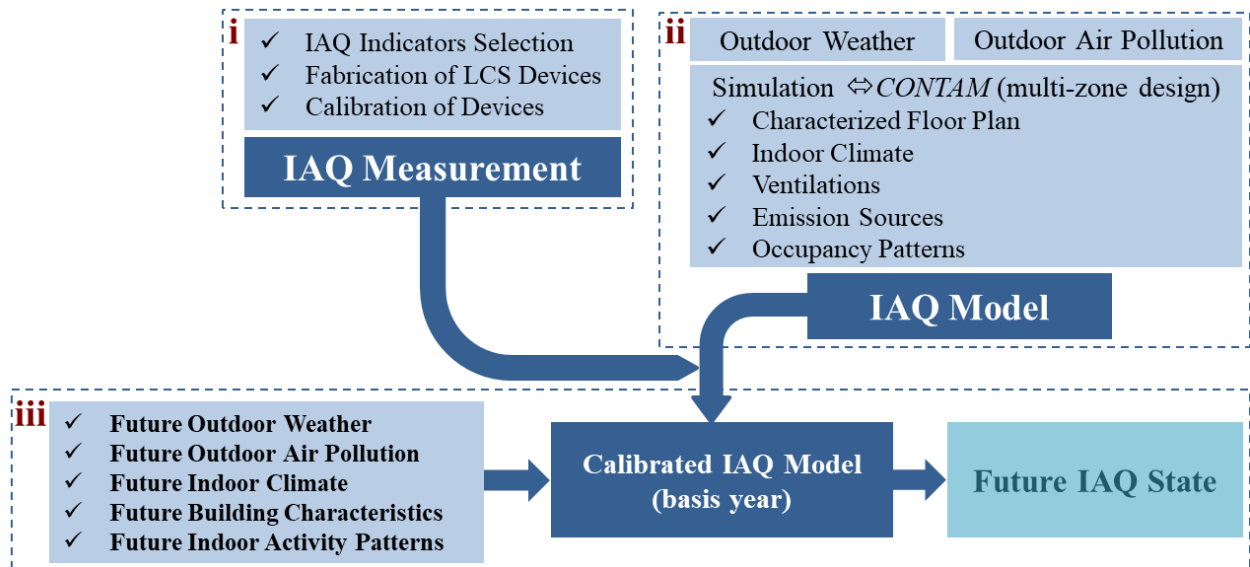 i
✓ IAQ Indicators Selection
✓ Fabrication of LCS Devices
✓ Calibration of Devices
IAQ Measurement
ii
Outdoor Weather
Outdoor Air Pollution
Simulation ⇔ CONTAM (multi-zone design)
✓ Characterized Floor Plan
✓ Indoor Climate
✓ Ventilations
✓ Emission Sources
✓ Occupancy Patterns
IAQ Model
iii
✓ Future Outdoor Weather
✓ Future Outdoor Air Pollution
✓ Future Indoor Climate
✓ Future Building Characteristics
✓ Future Indoor Activity Patterns
Calibrated IAQ Model
(basis year)
Future IAQ State